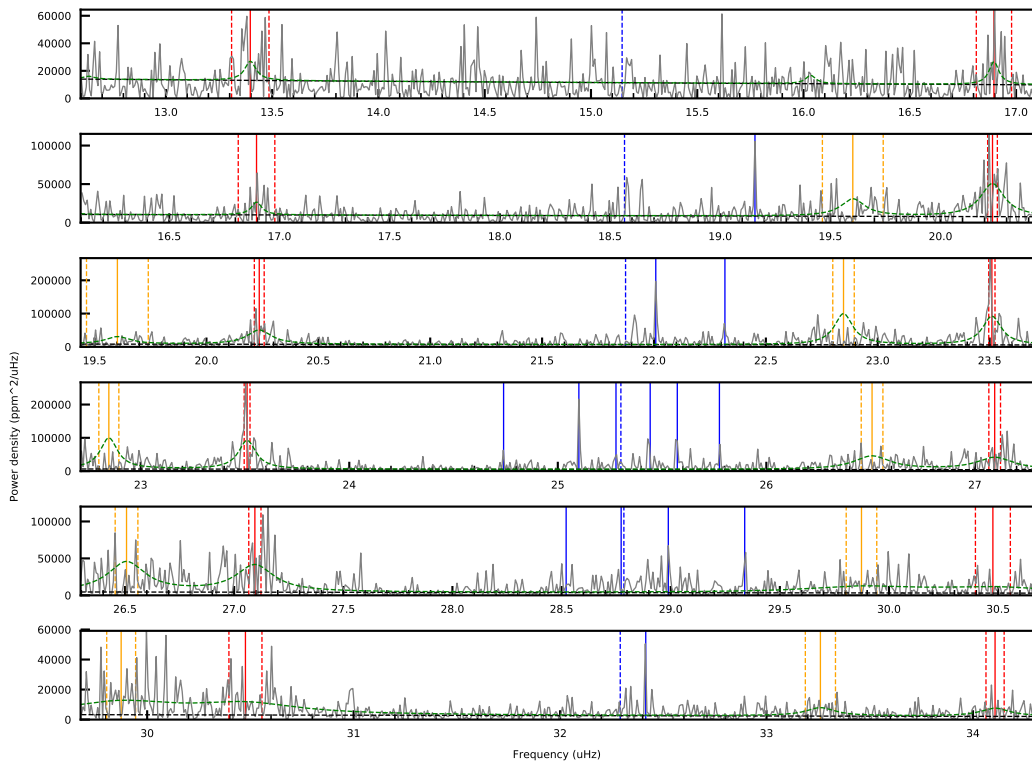 60000
40000
20000
0
13.0 13.5 14.0 14.5 15.0 15.5 16.0 16.5 17.0
100000
50000
0
16.5 17.0 17.5 18.0 18.5 19.0 19.5 20.0
200000
100000
0
19.5 20.0 20.5 21.0 21.5 22.0 22.5 23.0 23.5
200000
100000
0
23 24 25 26 27
Power density (ppm^2/uHz)
100000
50000
0
26.5 27.0 27.5 28.0 28.5 29.0 29.5 30.0 30.5
60000
40000
20000
0
30 31 32 33 34
Frequency (uHz)